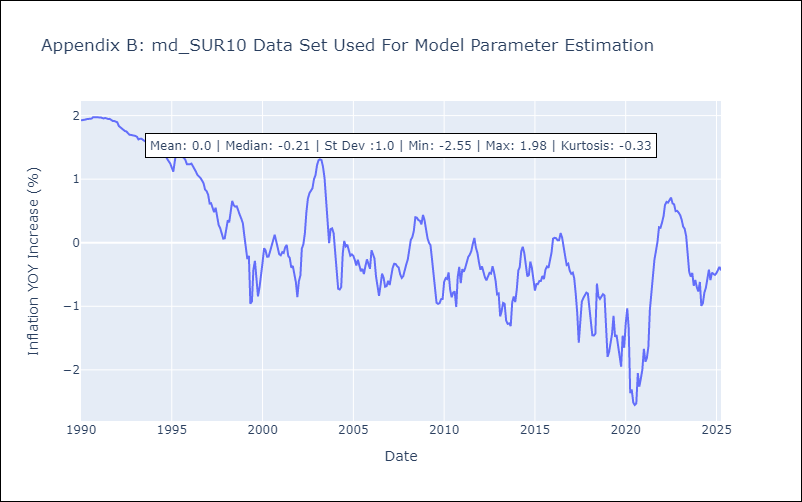 Appendix B: md_SUR10 Data Set Used For Model Parameter Estimation
2
Mean: 0.0 | Median: -0.21 | St Dev :1.0 | Min: -2.55 | Max: 1.98 | Kurtosis: -0.33
1
0
−1
−2
Inflation YOY Increase (%)
1990 1995 2000 2005 2010 2015 2020 2025
Date